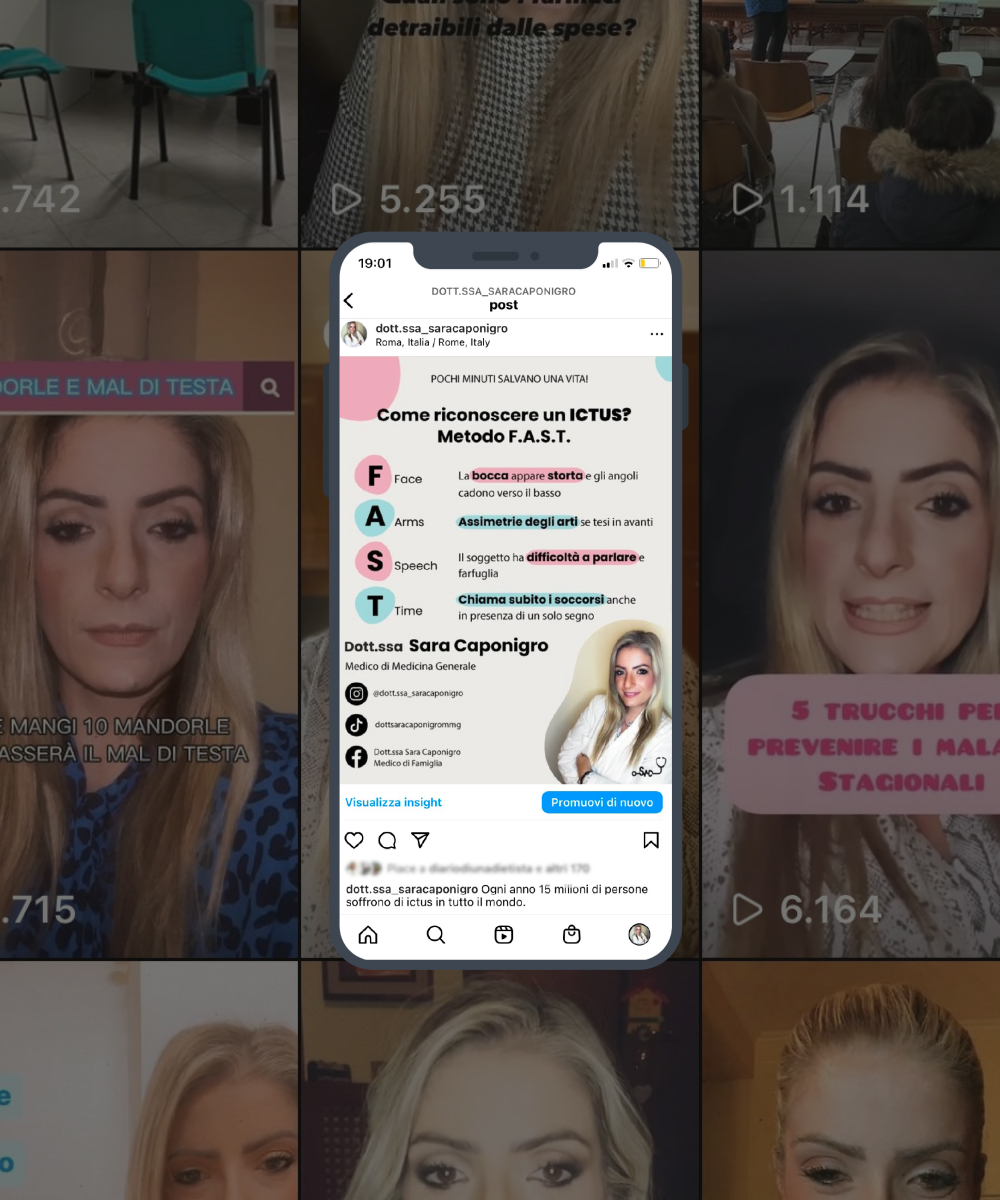 detraibili dalle spese?
.742
5.255
1.114
19:01
DOTT.SSA_SARACAPONIGRO
post
dott.ssa_saracaponigro
Roma, Italia / Rome, Italy
POCHI MINUTI SALVANO UNA VITA!
Come riconoscere un ICTUS?
Metodo F.A.S.T.
F Face La bocca appare storta e gli angoli
cadono verso il basso
A Arms Assimetrie degli arti se tesi in avanti
S Speech Il soggetto ha difficoltà a parlare e
farfuglia
T Time Chiama subito i soccorsi anche
in presenza di un solo segno
Dott.ssa Sara Caponigro
Medico di Medicina Generale
@dott.ssa_saracaponigro
dottsaracaponigrommg
Dott.ssa Sara Caponigro
Medico di Famiglia
Visualizza insight
Promuovi di nuovo
Piace a diariodiunadietista e altri 170
dott.ssa_saracaponigro Ogni anno 15 milioni di persone
soffrono di ictus in tutto il mondo.
DORLE E MAL DI TESTA
E MANGI 10 MANDORLE
ASSERÀ IL MAL DI TESTA
.715
5 TRUCCHI PER
PREVENIRE I MALA
STAGIONALI
6.164
e
o